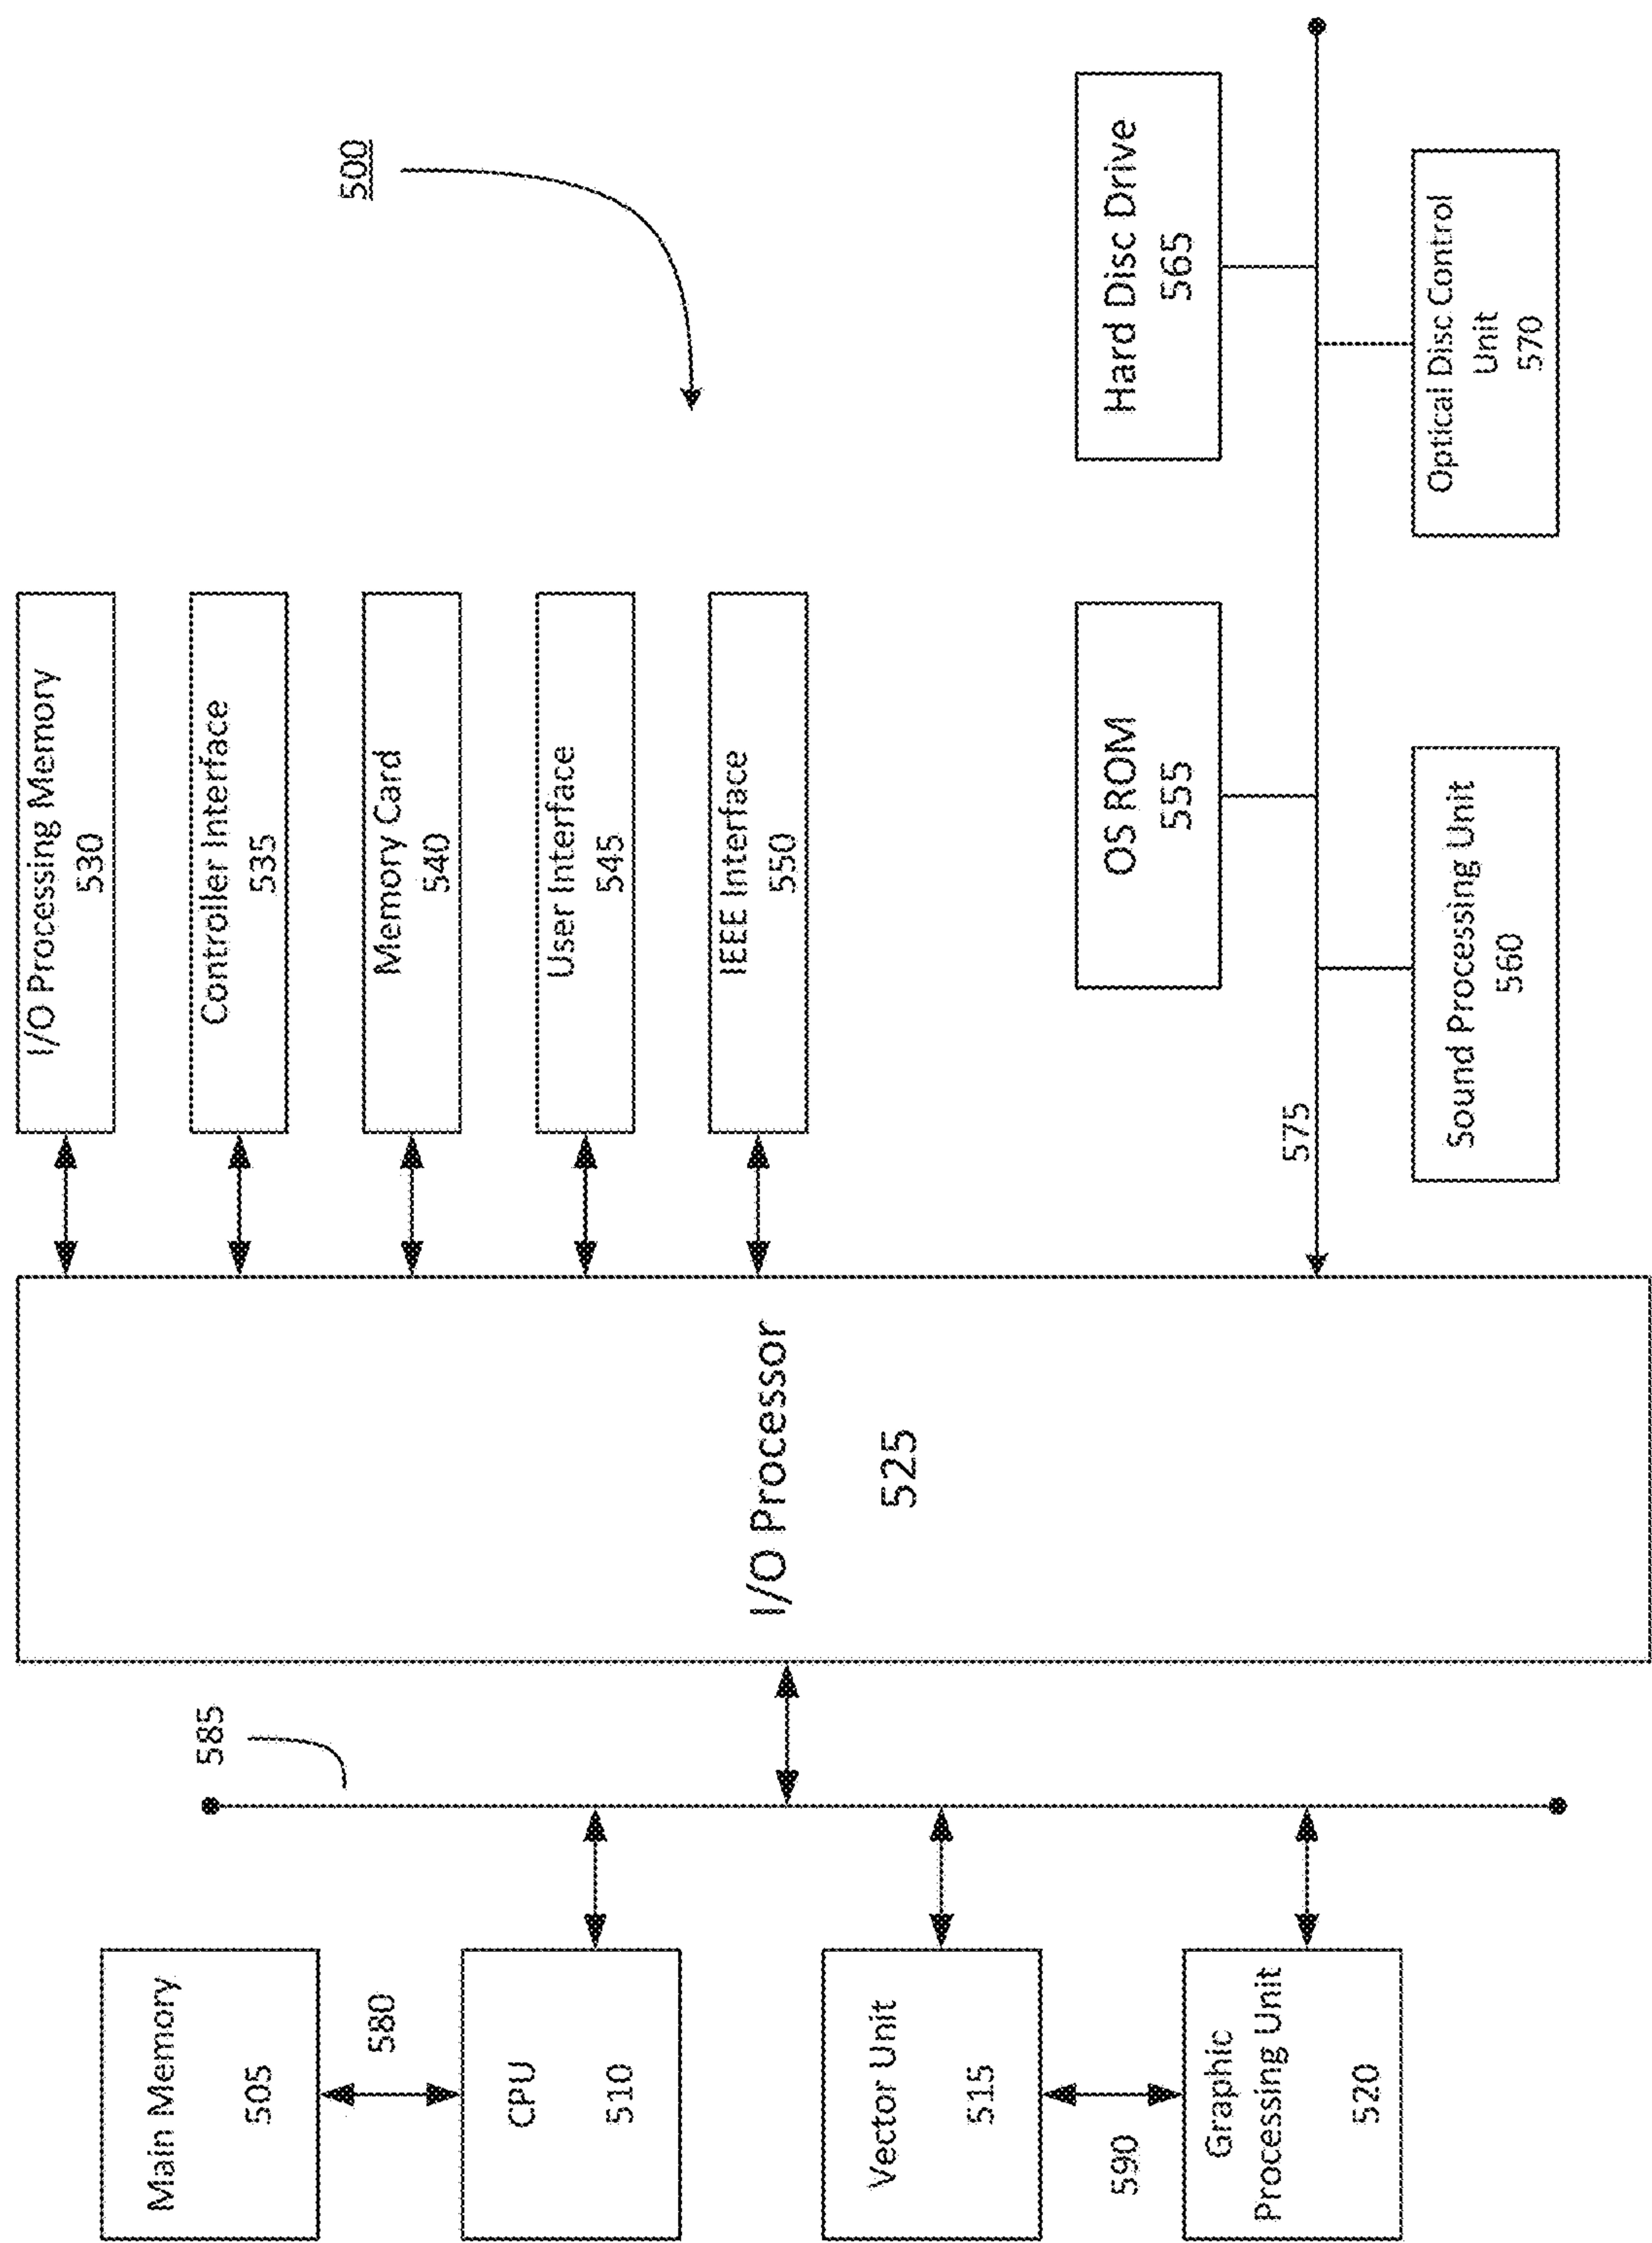 500
Main Memory
505
580
CPU
510
Vector Unit
515
590
Graphic
Processing Unit
520
585
I/O Processor
525
I/O Processing Memory
530
Controller Interface
535
Memory Card
540
User Interface
545
IEEE Interface
550
575
OS ROM
555
Sound Processing Unit
560
Hard Disc Drive
565
Optical Disc Control
Unit
570